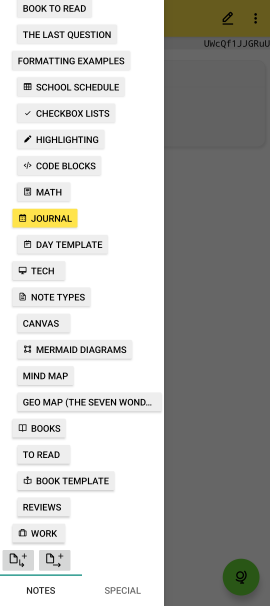 BOOK TO READ
THE LAST QUESTION
UWcQf1JJGRuU
FORMATTING EXAMPLES
SCHOOL SCHEDULE
CHECKBOX LISTS
HIGHLIGHTING
CODE BLOCKS
MATH
JOURNAL
DAY TEMPLATE
TECH
NOTE TYPES
CANVAS
MERMAID DIAGRAMS
MIND MAP
GEO MAP (THE SEVEN WOND...
BOOKS
TO READ
BOOK TEMPLATE
REVIEWS
WORK
NOTES SPECIAL